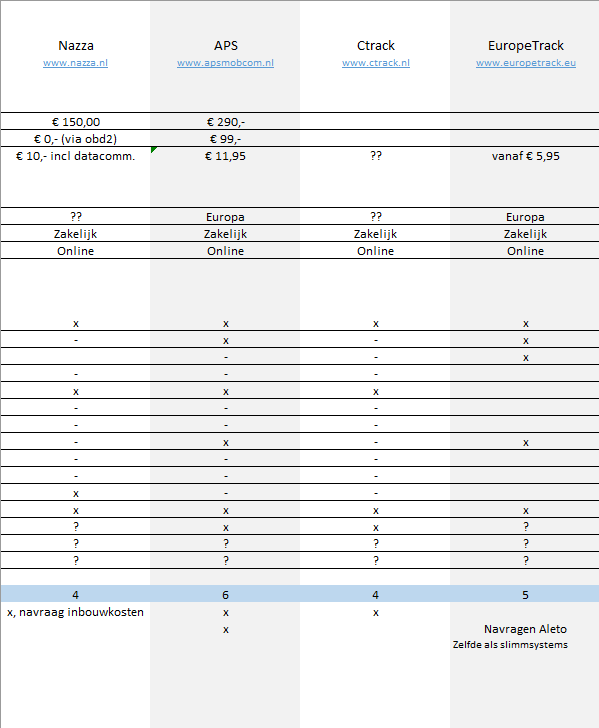 Nazza APS Ctrack EuropeTrack
www.nazza.nl www.apsmobcom.nl www.ctrack.nl www.europetrack.eu
€ 150,00 € 290,-
€ 0,- (via obd2) € 99,-
€ 10,- incl datacomm. € 11,95 ?? vanaf € 5,95
?? Europa ?? Europa
Zakelijk Zakelijk Zakelijk Zakelijk
Online Online Online Online
x x x x
- x - x
- - x
- - -
x x x
- - -
- - -
- x - x
- - -
- - -
x - -
x x x x
? x x ?
? ? ? ?
? ? ? ?
4 6 4 5
x, navraag inbouwkosten x x
x Navragen Aleto
Zelfde als slimmsystems